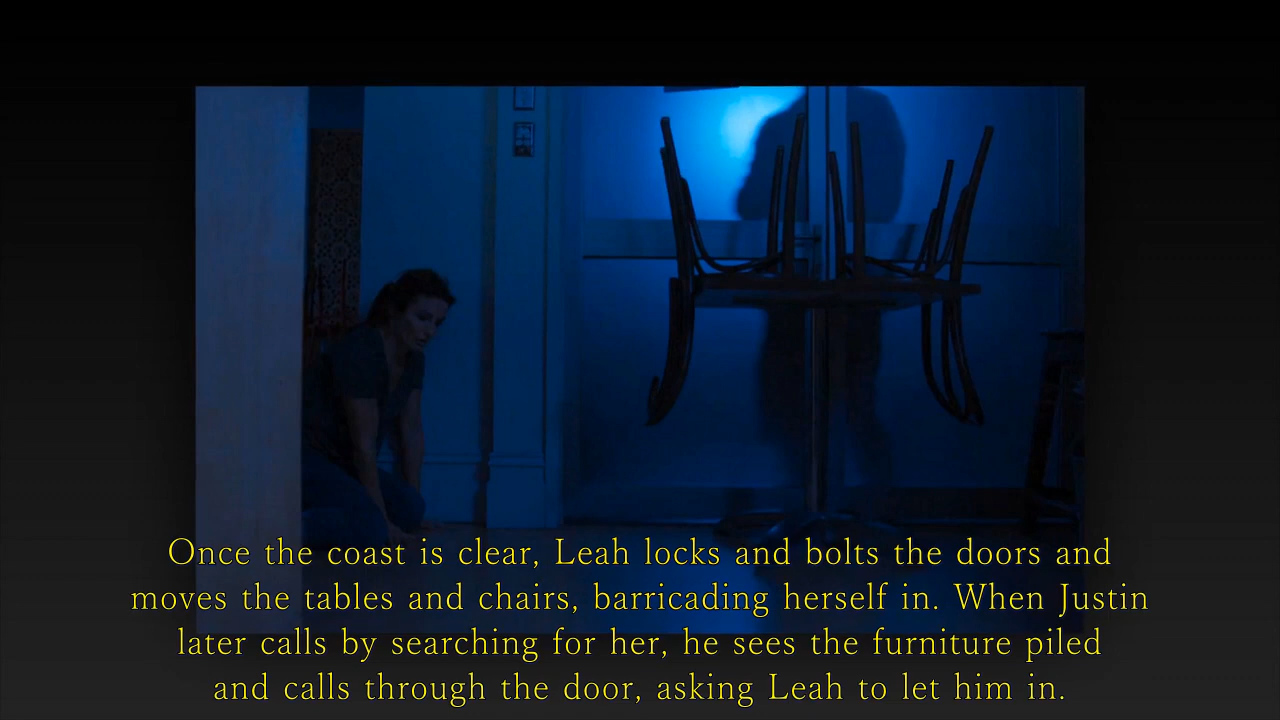 Once the coast is clear, Leah locks and bolts the doors and
moves the tables and chairs, barricading herself in. When Justin
later calls by searching for her, he sees the furniture piled
and calls through the door, asking Leah to let him in.